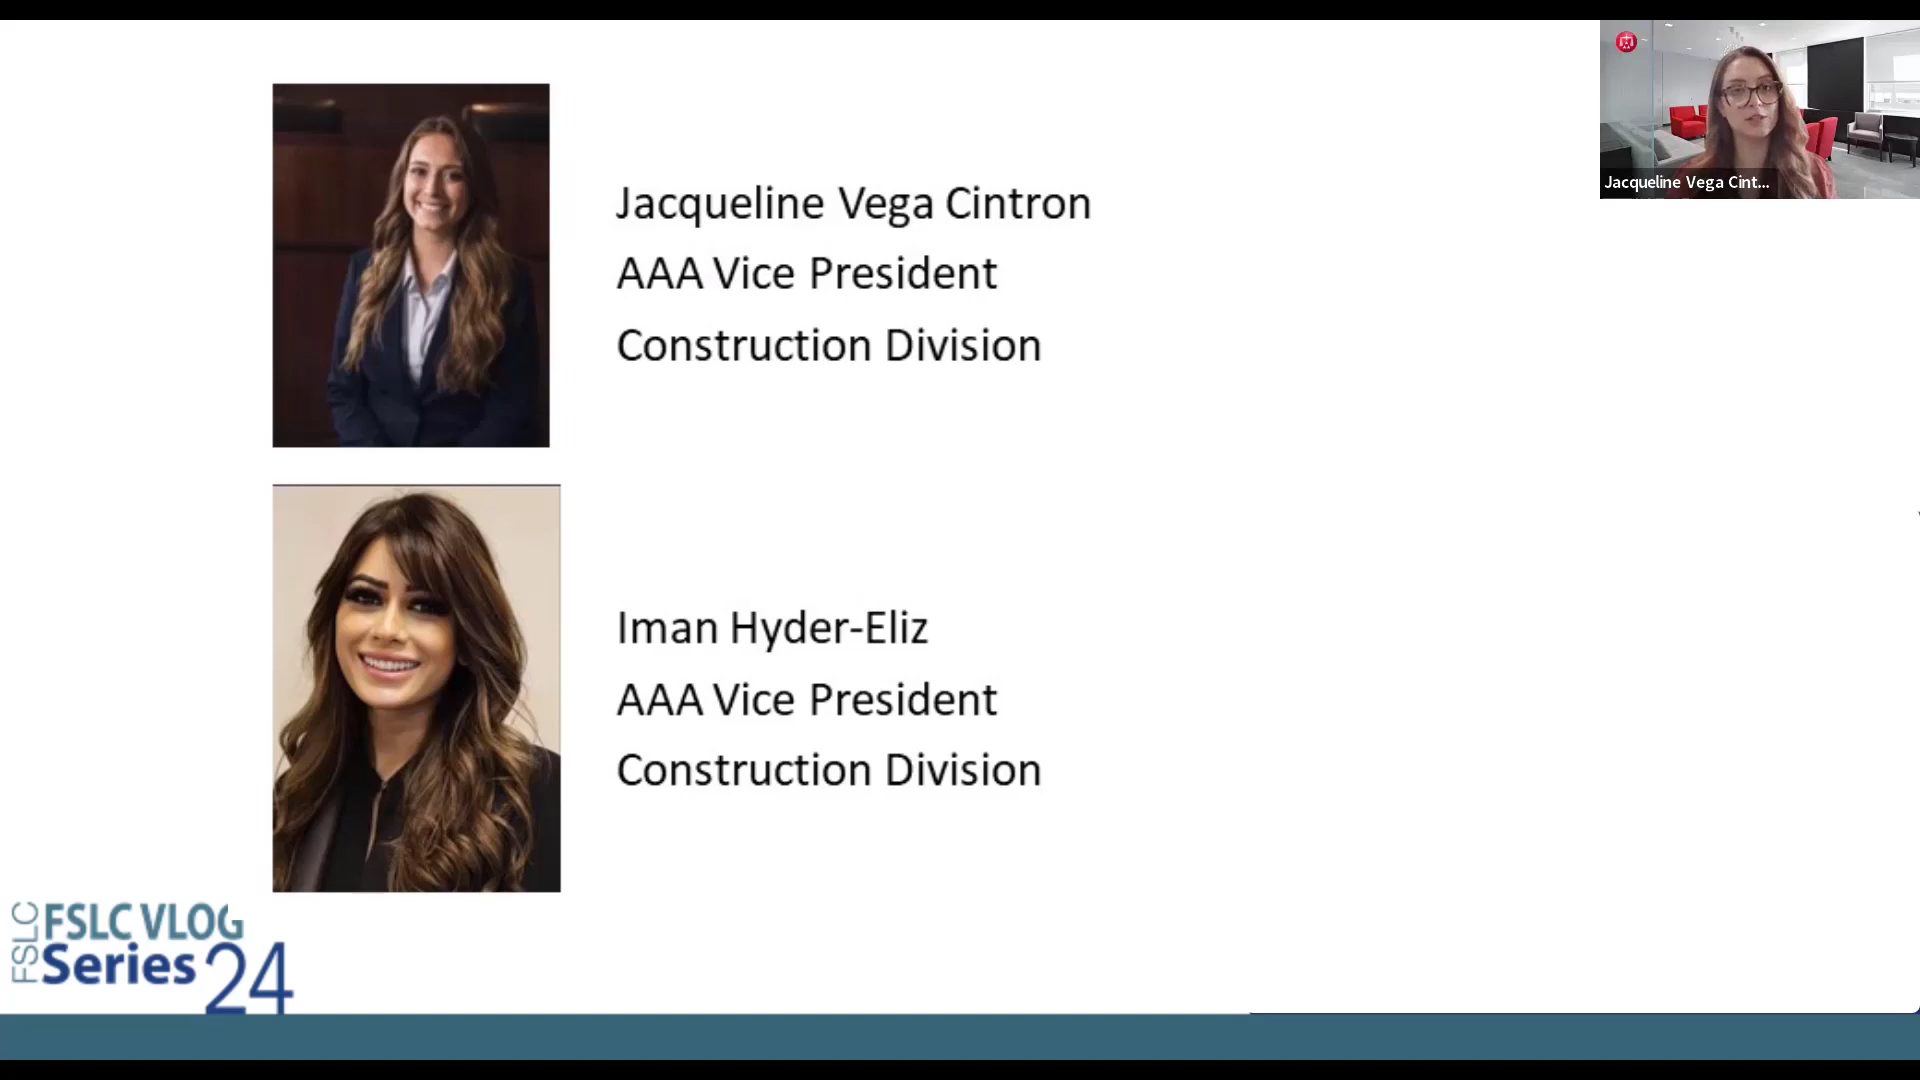 Jacqueline Vega Cintron
AAA Vice President
Construction Division
Jacqueline Vega Cint...
Iman Hyder-Eliz
AAA Vice President
Construction Division
FSLC
FSLC VLOG
Series 24